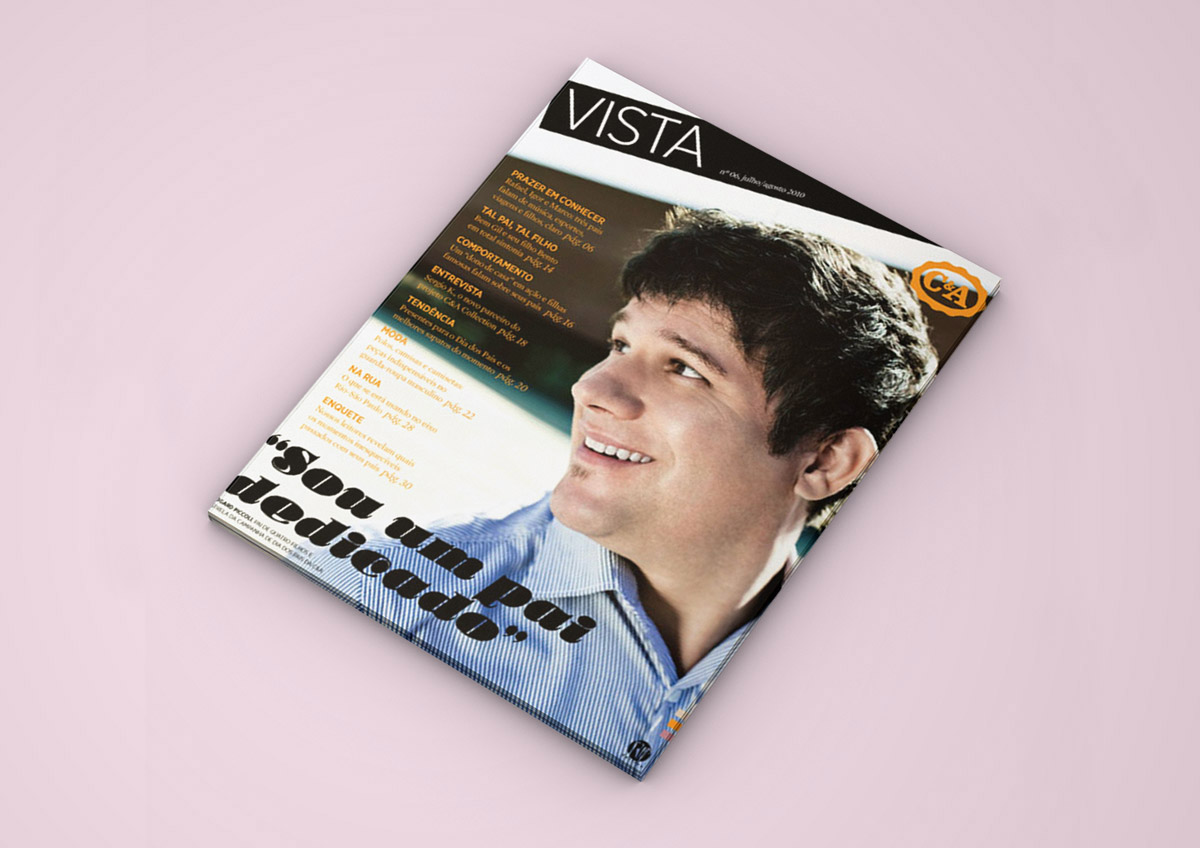 VISTA
nº 06, julho/agosto 2010
C&A
PRAZER EM CONHECER
Rafael, Igor e Marco: três pais
falam de música, esportes,
viagens e filhos, claro pág. 06
TAL PAI, TAL FILHO
Bem Gil e seu filho Bento
em total sintonia pág. 14
COMPORTAMENTO
Um "dono de casa" em ação e filhas
famosas falam sobre seus pais pág. 16
ENTREVISTA
Sergio K, o novo parceiro do
projeto C&A Collection pág. 18
TENDÊNCIA
Presentes para o Dia dos Pais e os
melhores sapatos do momento pág. 20
MODA
Polos, camisas e camisetas:
peças indispensáveis no
guarda-roupa masculino pág. 22
NA RUA
O que se está usando no eixo
Rio-São Paulo pág. 28
ENQUETE
Nossos leitores revelam quais
os momentos inesquecíveis
passados com seus pais pág. 30
“Sou um pai
dedicado”
PICCOLI, PAI DE QUATRO FILHOS E
DA CAMPANHA DE DIA DOS PAIS DA C&A